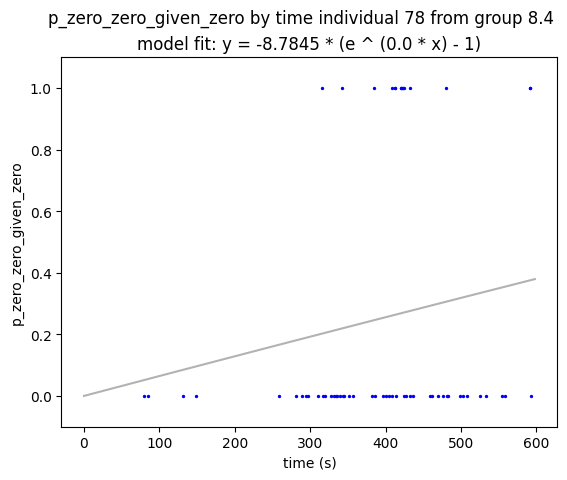 p_zero_zero_given_zero by time individual 78 from group 8.4
model fit: y = -8.7845 * (e ^ (0.0 * x) - 1)
p_zero_zero_given_zero
1.0
0.8
0.6
0.4
0.2
0.0
0 100 200 300 400 500 600
time (s)